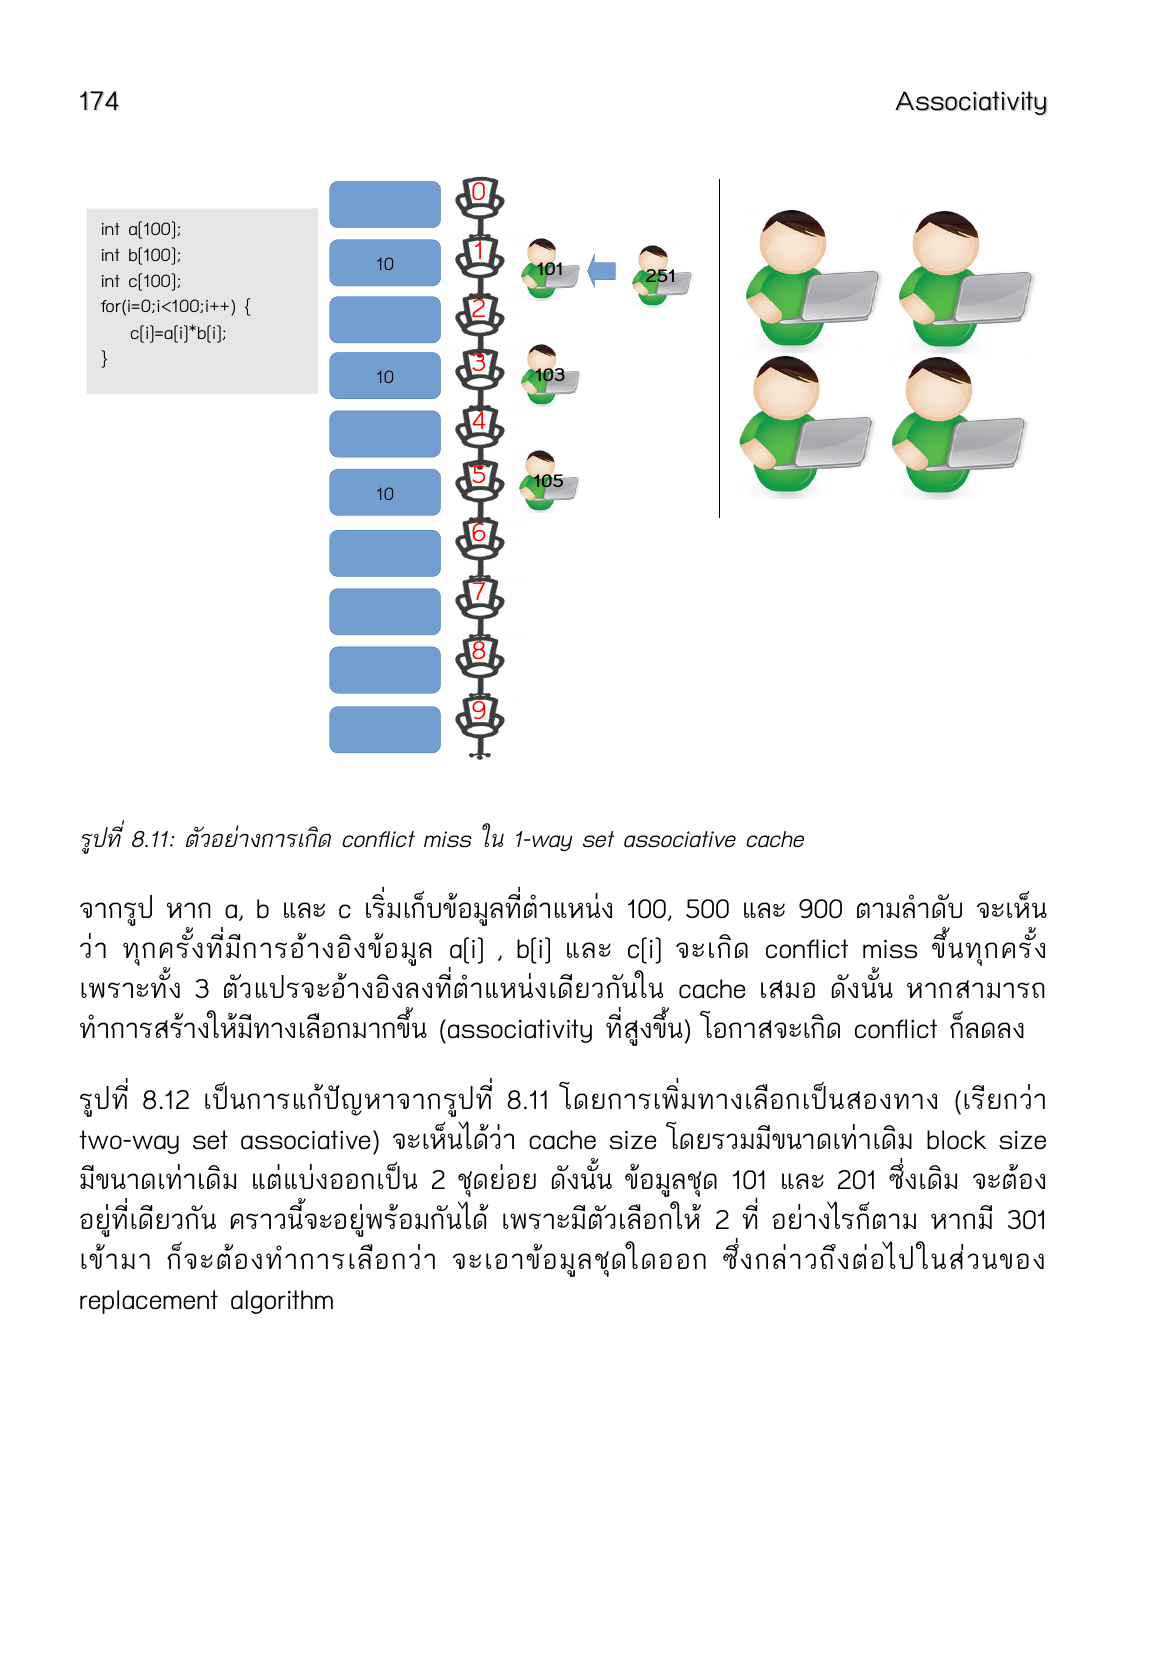 174 Associativity
int a[100];
int b[100];
int c[100];
for(i=0;i<100;i++) {
c[i]=a[i]*b[i];
}
0
10 1 101 251
2
10 3 103
4
10 5 105
6
7
8
9
รูปที่ 8.11: ตัวอย่างการเกิด conflict miss ใน 1-way set associative cache
จากรูป หาก a, b และ c เริ่มเก็บข้อมูลที่ตำแหน่ง 100, 500 และ 900 ตามลำดับ จะเห็น
ว่า ทุกครั้งที่มีการอ้างอิงข้อมูล a[i] , b[i] และ c[i] จะเกิด conflict miss ขึ้นทุกครั้ง
เพราะทั้ง 3 ตัวแปรจะอ้างอิงลงที่ตำแหน่งเดียวกันใน cache เสมอ ดังนั้น หากสามารถ
ทำการสร้างให้มีทางเลือกมากขึ้น (associativity ที่สูงขึ้น) โอกาสจะเกิด conflict ก็ลดลง
รูปที่ 8.12 เป็นการแก้ปัญหาจากรูปที่ 8.11 โดยการเพิ่มทางเลือกเป็นสองทาง (เรียกว่า
two-way set associative) จะเห็นได้ว่า cache size โดยรวมมีขนาดเท่าเดิม block size
มีขนาดเท่าเดิม แต่แบ่งออกเป็น 2 ชุดย่อย ดังนั้น ข้อมูลชุด 101 และ 201 ซึ่งเดิม จะต้อง
อยู่ที่เดียวกัน คราวนี้จะอยู่พร้อมกันได้ เพราะมีตัวเลือกให้ 2 ที่ อย่างไรก็ตาม หากมี 301
เข้ามา ก็จะต้องทำการเลือกว่า จะเอาข้อมูลชุดใดออก ซึ่งกล่าวถึงต่อไปในส่วนของ
replacement algorithm